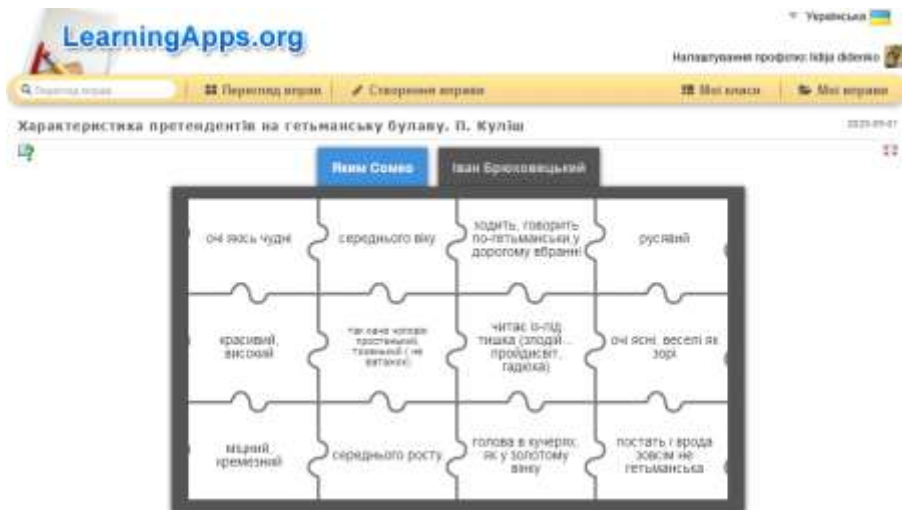 Українська
LearningApps.org
Налаштування профілю: lidija didenko
Перегляд вправ
Створення вправи
Мої класи
Мої вправи
Характеристика претендентів на гетьманську булаву. П. Куліш
Яким Сомко
Іван Брюховецький
очі якісь чудні
середнього віку
ходить, говорить
по-гетьманськи,у
дорогому вбранні
русявий
красивий,
високий
простенький,
читає із-під
тишка (злодій...
пройдисвіт,
гадюка)
очі ясні, веселі як
зорі
міцний,
кремезний
середнього росту
голова в кучерях,
як у золотому
вінку
постать і врода
зовсім не
гетьманська